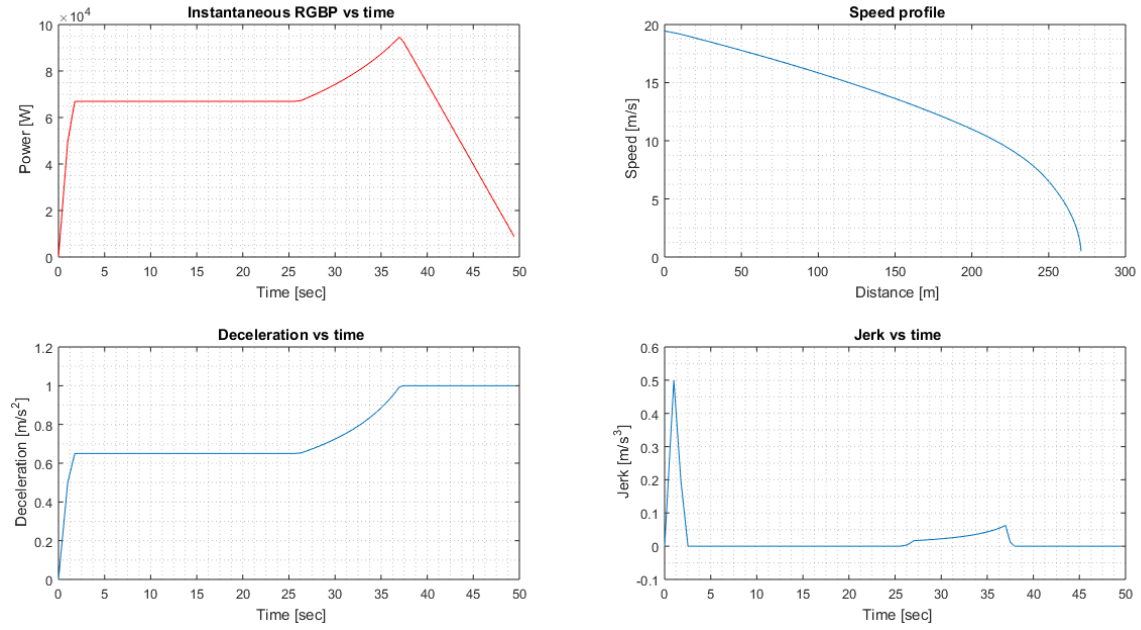 Instantaneous RGBP vs time
× 10^4
10
8
6
4
2
0
Power [W]
0 5 10 15 20 25 30 35 40 45 50
Time [sec]
Speed profile
20
15
10
5
0
Speed [m/s]
0 50 100 150 200 250 300
Distance [m]
Deceleration vs time
1.2
1
0.8
0.6
0.4
0.2
0
Deceleration [m/s²]
0 5 10 15 20 25 30 35 40 45 50
Time [sec]
Jerk vs time
0.6
0.5
0.4
0.3
0.2
0.1
0
-0.1
Jerk [m/s³]
0 5 10 15 20 25 30 35 40 45 50
Time [sec]